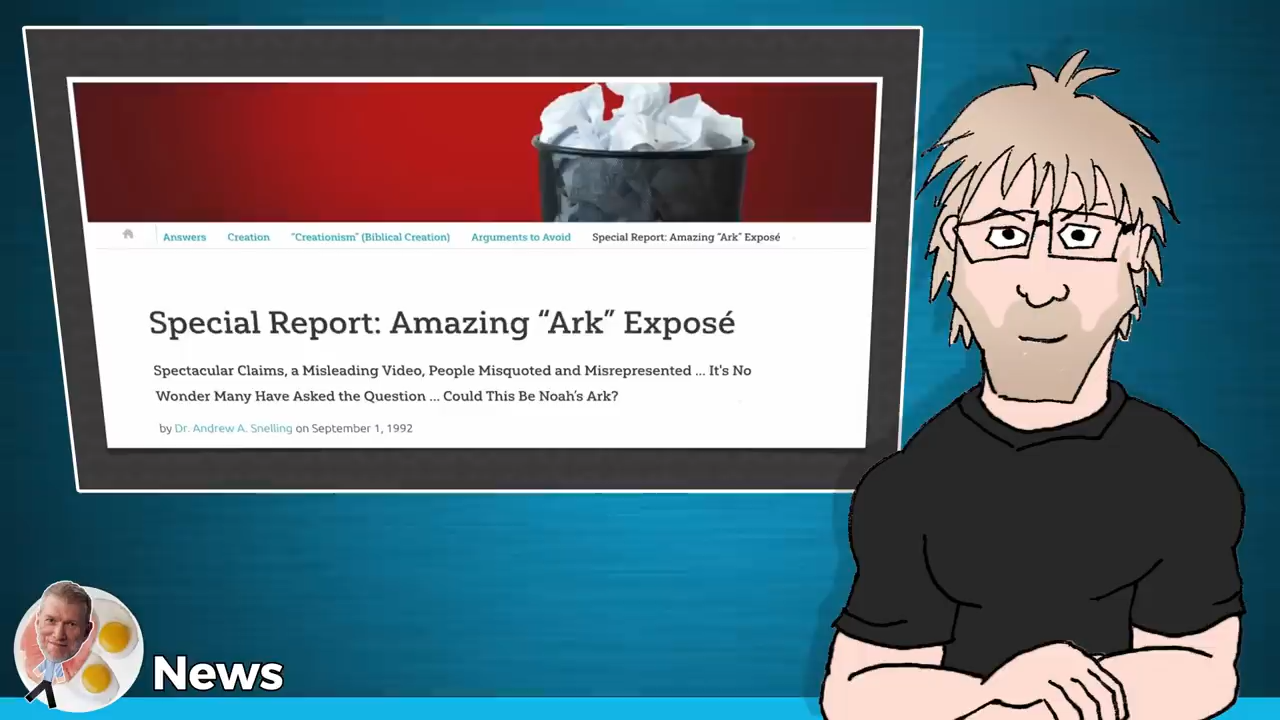 Answers Creation "Creationism" (Biblical Creation) Arguments to Avoid Special Report: Amazing "Ark" Exposé
Special Report: Amazing “Ark” Exposé
Spectacular Claims, a Misleading Video, People Misquoted and Misrepresented ... It's No
Wonder Many Have Asked the Question ... Could This Be Noah's Ark?
by Dr. Andrew A. Snelling on September 1, 1992
News